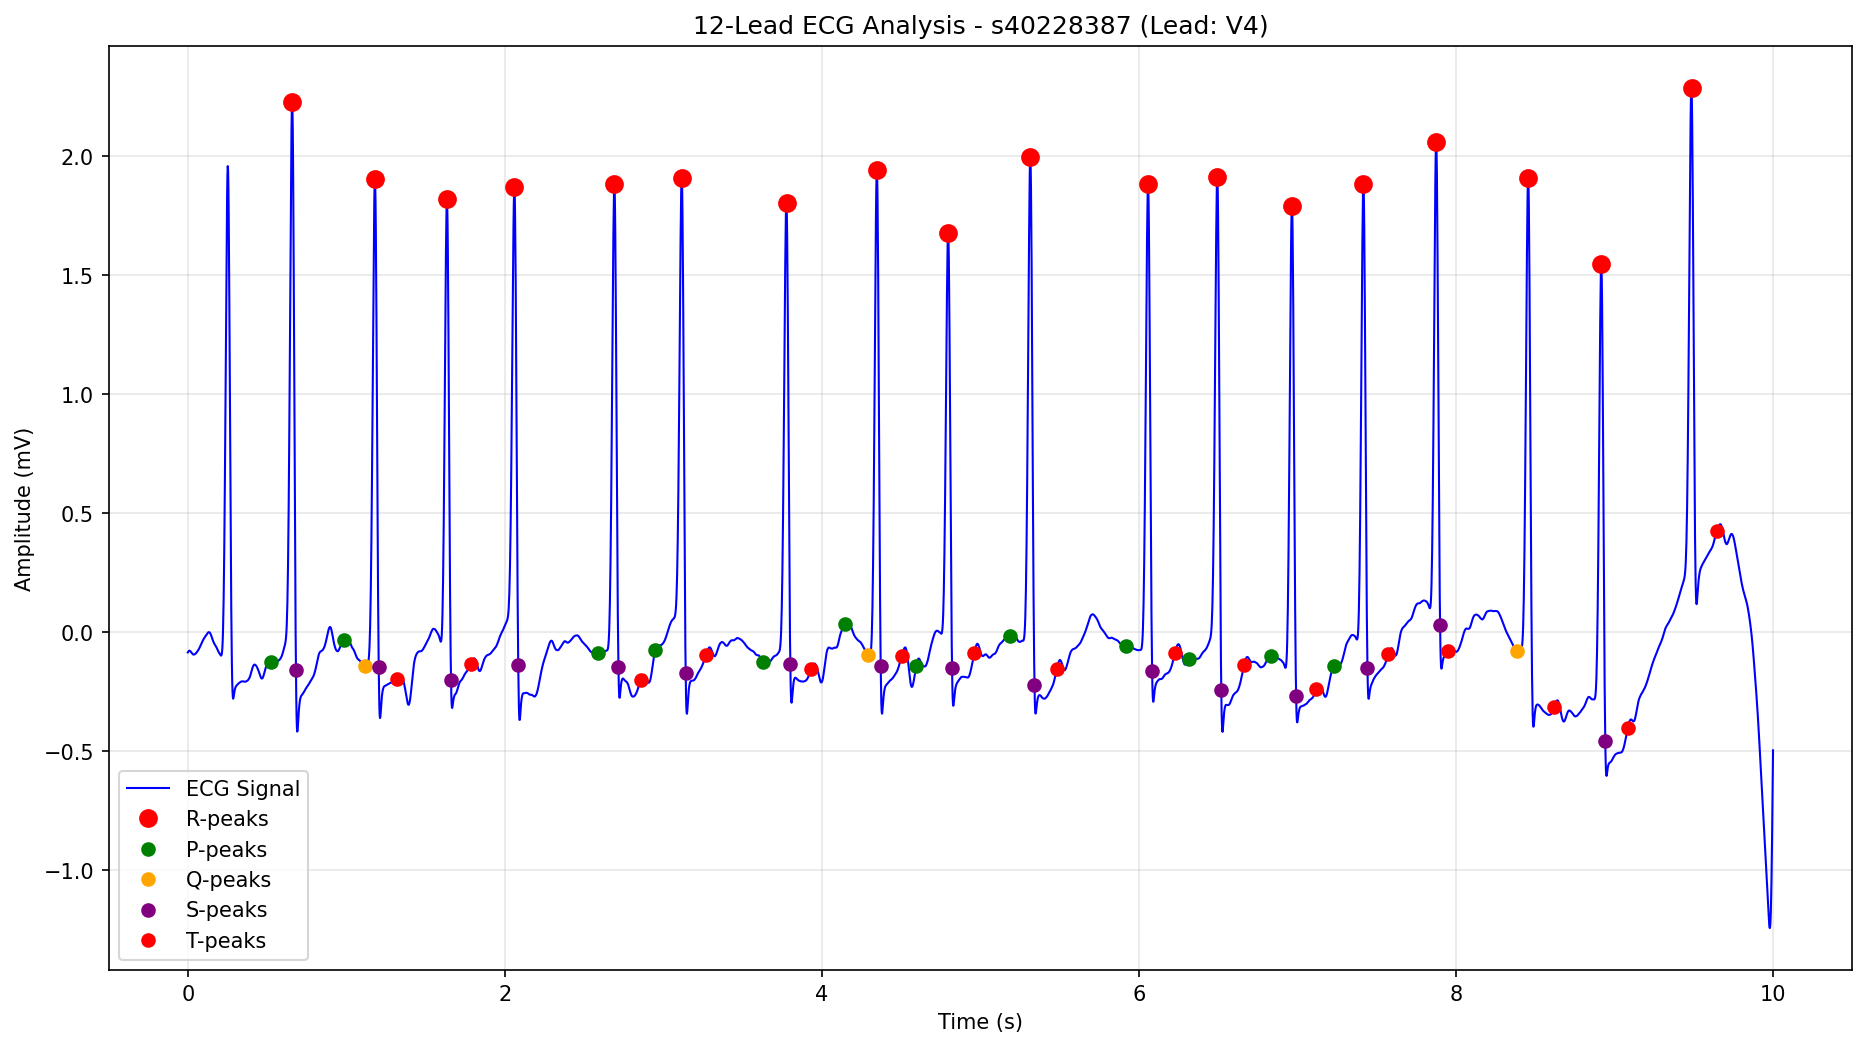 12-Lead ECG Analysis - s40228387 (Lead: V4)
Amplitude (mV)
2.0
1.5
1.0
0.5
0.0
−0.5
−1.0
ECG Signal
R-peaks
P-peaks
Q-peaks
S-peaks
T-peaks
0 2 4 6 8 10
Time (s)